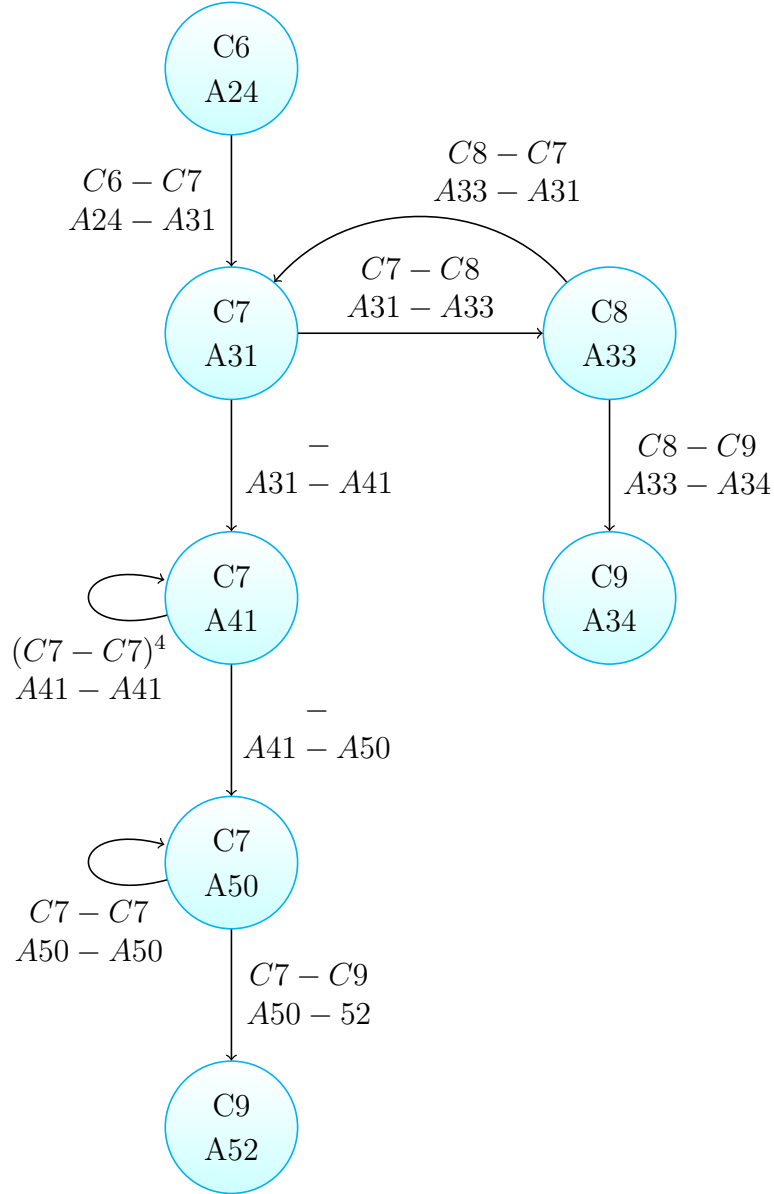 C6
A24
C6 − C7
A24 − A31
C8 − C7
A33 − A31
C7 − C8
A31 − A33
C7
A31
C8
A33
−
A31 − A41
C8 − C9
A33 − A34
C7
A41
C9
A34
(C7 − C7)⁴
A41 − A41
−
A41 − A50
C7
A50
C7 − C7
A50 − A50
C7 − C9
A50 − 52
C9
A52